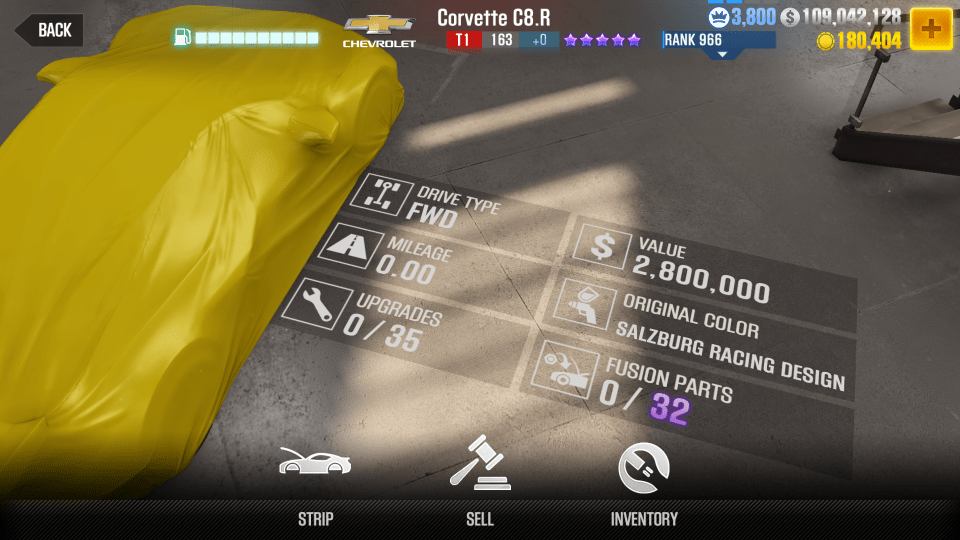 BACK
CHEVROLET
Corvette C8.R
T1 163 +0
RANK 966
3,800 $ 109,042,128
180,404
DRIVE TYPE
FWD
MILEAGE
0.00
UPGRADES
0 / 35
$ VALUE
2,800,000
ORIGINAL COLOR
SALZBURG RACING DESIGN
FUSION PARTS
0 / 32
STRIP
SELL
INVENTORY